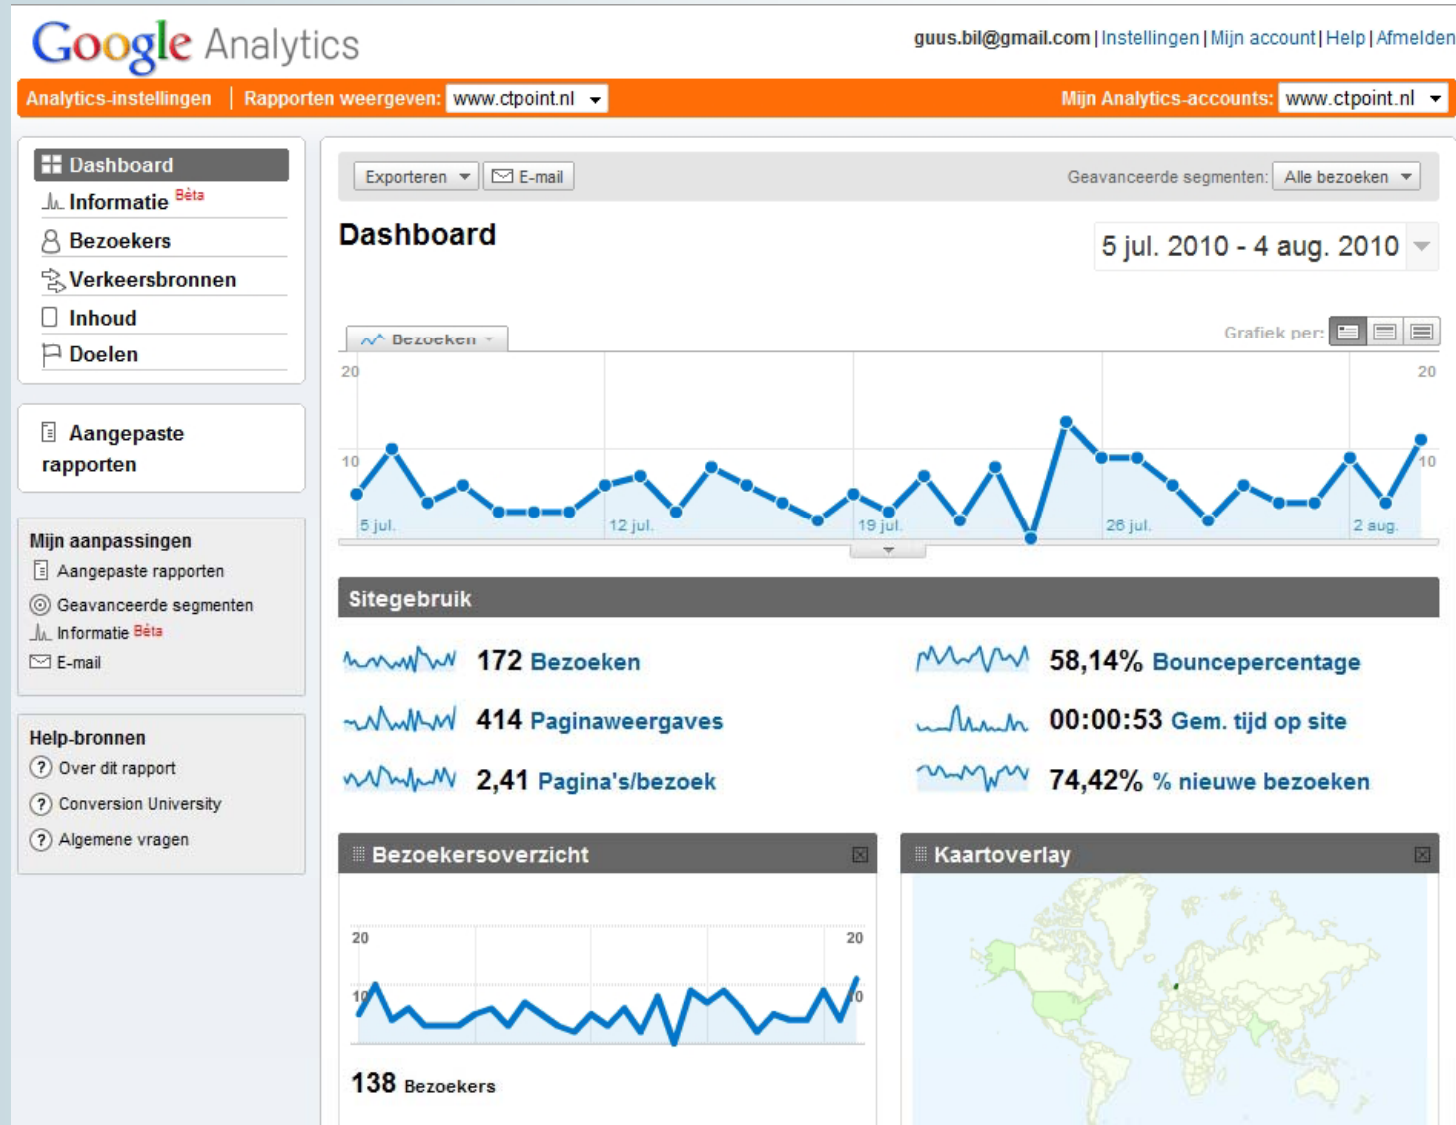 Google Analytics
guus.bil@gmail.com | Instellingen | Mijn account | Help | Afmelden
Analytics-instellingen | Rapporten weergeven: www.ctpoint.nl
Mijn Analytics-accounts: www.ctpoint.nl
Dashboard
Informatie Bèta
Bezoekers
Verkeersbronnen
Inhoud
Doelen
Aangepaste
rapporten
Mijn aanpassingen
Aangepaste rapporten
Geavanceerde segmenten
Informatie Bèta
E-mail
Help-bronnen
Over dit rapport
Conversion University
Algemene vragen
Exporteren E-mail
Geavanceerde segmenten: Alle bezoeken
Dashboard
5 jul. 2010 - 4 aug. 2010
Bezoeken
Grafiek per:
20 20
10 10
5 jul. 12 jul. 19 jul. 26 jul. 2 aug.
Sitegebruik
172 Bezoeken
58,14% Bouncepercentage
414 Paginaweergaves
00:00:53 Gem. tijd op site
2,41 Pagina's/bezoek
74,42% % nieuwe bezoeken
Bezoekersoverzicht
20 20
10 10
138 Bezoekers
Kaartoverlay